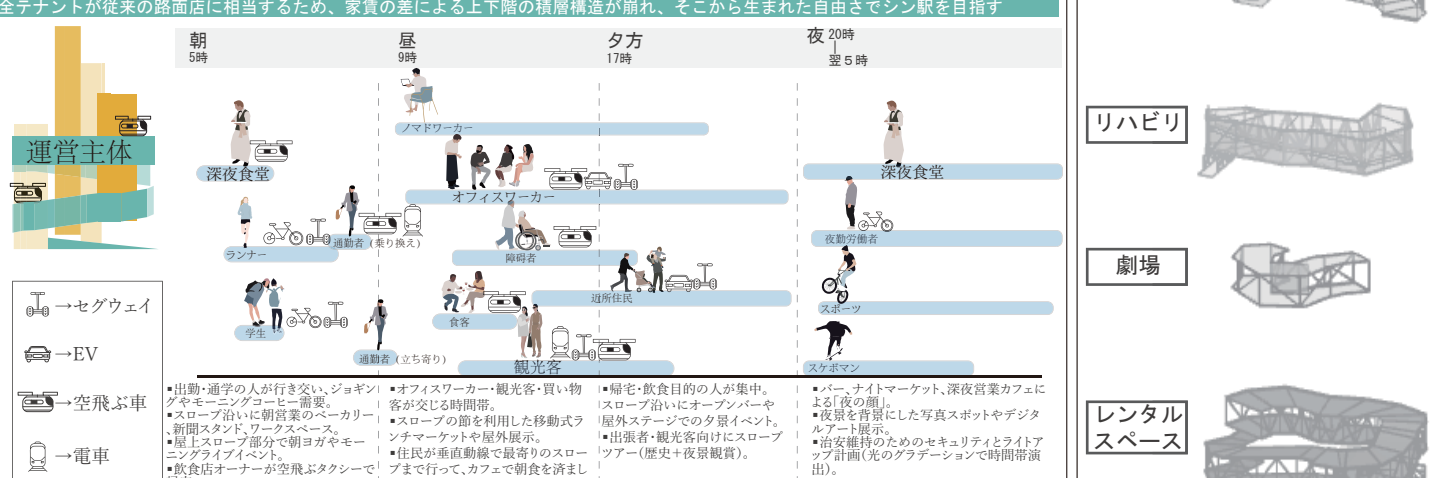 全テナントが従来の路面店に相当するため、家賃の差による上下階の積層構造が崩れ、そこから生まれた自由さでシン駅を目指す
朝
5時
昼
9時
夕方
17時
夜 20時
|
翌5時
運営主体
深夜食堂
ランナー
通勤者 (乗り換え)
学生
通勤者 (立ち寄り)
ノマドワーカー
オフィスワーカー
障碍者
近所住民
食客
観光客
深夜食堂
夜勤労働者
スポーツ
スケボマン
→セグウェイ
→EV
→空飛ぶ車
→電車
▪出勤・通学の人が行き交い、ジョギン
グやモーニングコーヒー需要。
▪スロープ沿いに朝営業のベーカリー
、新聞スタンド、ワークスペース。
▪屋上スロープ部分で朝ヨガやモー
ニングライブイベント。
▪飲食店オーナーが空飛ぶタクシーで
▪オフィスワーカー・観光客・買い物
客が交じる時間帯。
▪スロープの節を利用した移動式ラ
ンチマーケットや屋外展示。
▪住民が垂直動線で最寄りのスロー
プまで行って、カフェで朝食を済まし
▪帰宅・飲食目的の人が集中。
スロープ沿いにオープンバーや
屋外ステージでの夕景イベント。
▪出張者・観光客向けにスロープ
ツアー(歴史+夜景観賞)。
▪バー、ナイトマーケット、深夜営業カフェに
よる「夜の顔」。
▪夜景を背景にした写真スポットやデジタ
ルアート展示。
▪治安維持のためのセキュリティとライトア
ップ計画(光のグラデーションで時間帯演
出)。
リハビリ
劇場
レンタル
スペース